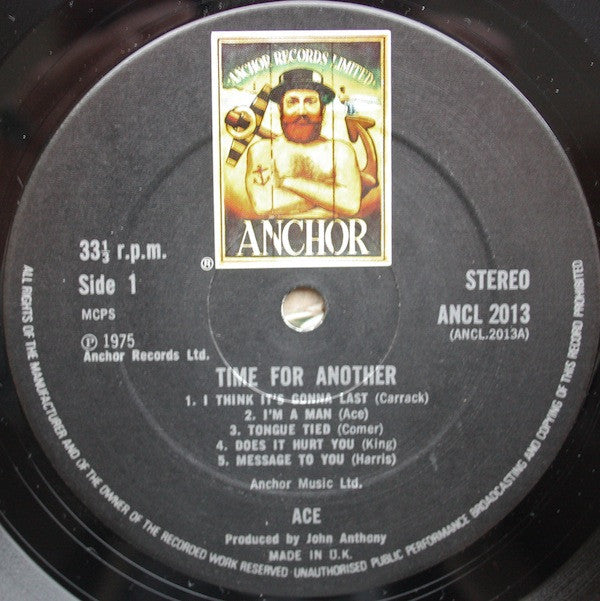 ANCHOR RECORDS LIMITED
ANCHOR
®
33⅓ r.p.m.
Side 1
MCPS
℗ 1975
Anchor Records Ltd.
STEREO
ANCL 2013
(ANCL.2013A)
TIME FOR ANOTHER
1. I THINK IT'S GONNA LAST (Carrack)
2. I'M A MAN (Ace)
3. TONGUE TIED (Comer)
4. DOES IT HURT YOU (King)
5. MESSAGE TO YOU (Harris)
Anchor Music Ltd.
ACE
Produced by John Anthony
MADE IN U.K.
ALL RIGHTS OF THE MANUFACTURER AND OF THE OWNER OF THE RECORDED WORK RESERVED UNAUTHORISED PUBLIC PERFORMANCE BROADCASTING AND COPYING OF THIS RECORD PROHIBITED